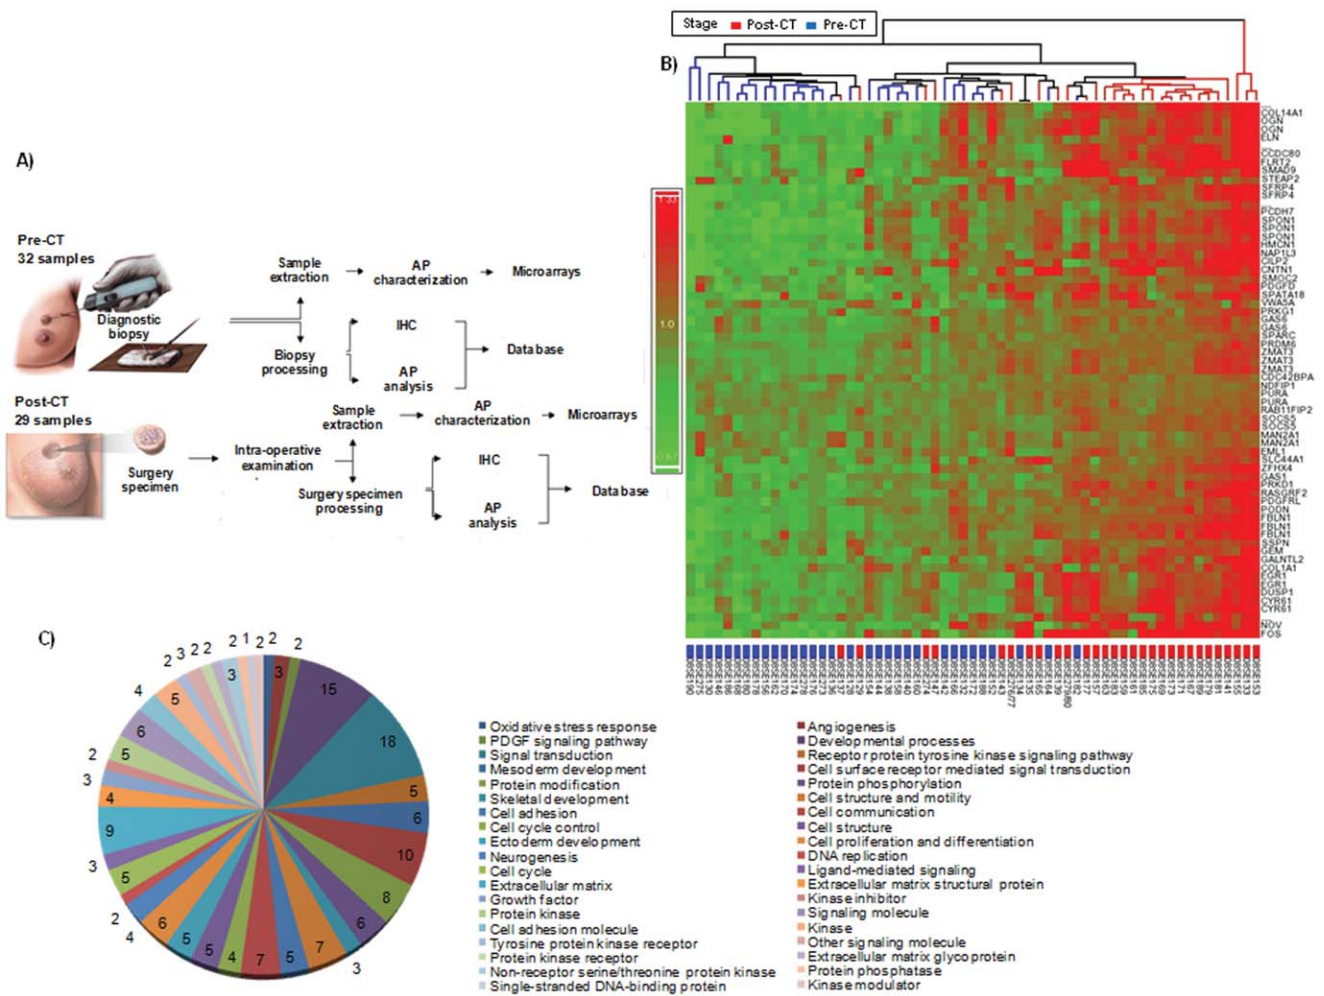 Stage Post-CT Pre-CT
B)
A)
Pre-CT
32 samples
Diagnostic
biopsy
Sample
extraction
AP
characterization
Microarrays
Biopsy
processing
IHC
AP
analysis
Database
Post-CT
29 samples
Surgery
specimen
Intra-operative
examination
Sample
extraction
AP
characterization
Microarrays
Surgery specimen
processing
IHC
AP
analysis
Database
1.33
1.0
0.67
COL14A1
OGN
OGN
ELN
CCDC80
FLRT2
SMAD9
STEAP2
SFRP4
SFRP4
PCDH7
SPON1
SPON1
SPON1
HMCN1
NAP1L3
CILP2
CNTN1
SMOC2
PDGFD
SPATA18
VWA5A
PRKG1
GAS6
GAS6
SPARC
PRDM6
ZMAT3
ZMAT3
ZMAT3
CDC42BPA
NDFIP1
PURA
PURA
RAB11FIP2
SOCS5
SOCS5
MAN2A1
MAN2A1
EML1
SLC44A1
ZFHX4
GAS1
PRKD1
RASGRF2
PDGFRL
PODN
FBLN1
FBLN1
FBLN1
SSPN
GEM
GALNTL2
COL1A1
EGR1
EGR1
DUSP1
CYR61
CYR61
NOV
FOS
C)
2
3
2
15
18
5
6
10
8
6
3
7
5
7
4
5
5
6
4
2
5
3
9
4
3
2
5
6
4
5
2
3
2
2
3
2
1
2
Oxidative stress response
PDGF signaling pathway
Signal transduction
Mesoderm development
Protein modification
Skeletal development
Cell adhesion
Cell cycle control
Ectoderm development
Neurogenesis
Cell cycle
Extracellular matrix
Growth factor
Protein kinase
Cell adhesion molecule
Tyrosine protein kinase receptor
Protein kinase receptor
Non-receptor serine/threonine protein kinase
Single-stranded DNA-binding protein
Angiogenesis
Developmental processes
Receptor protein tyrosine kinase signaling pathway
Cell surface receptor mediated signal transduction
Protein phosphorylation
Cell structure and motility
Cell communication
Cell structure
Cell proliferation and differentiation
DNA replication
Ligand-mediated signaling
Extracellular matrix structural protein
Kinase inhibitor
Signaling molecule
Kinase
Other signaling molecule
Extracellular matrix glycoprotein
Protein phosphatase
Kinase modulator